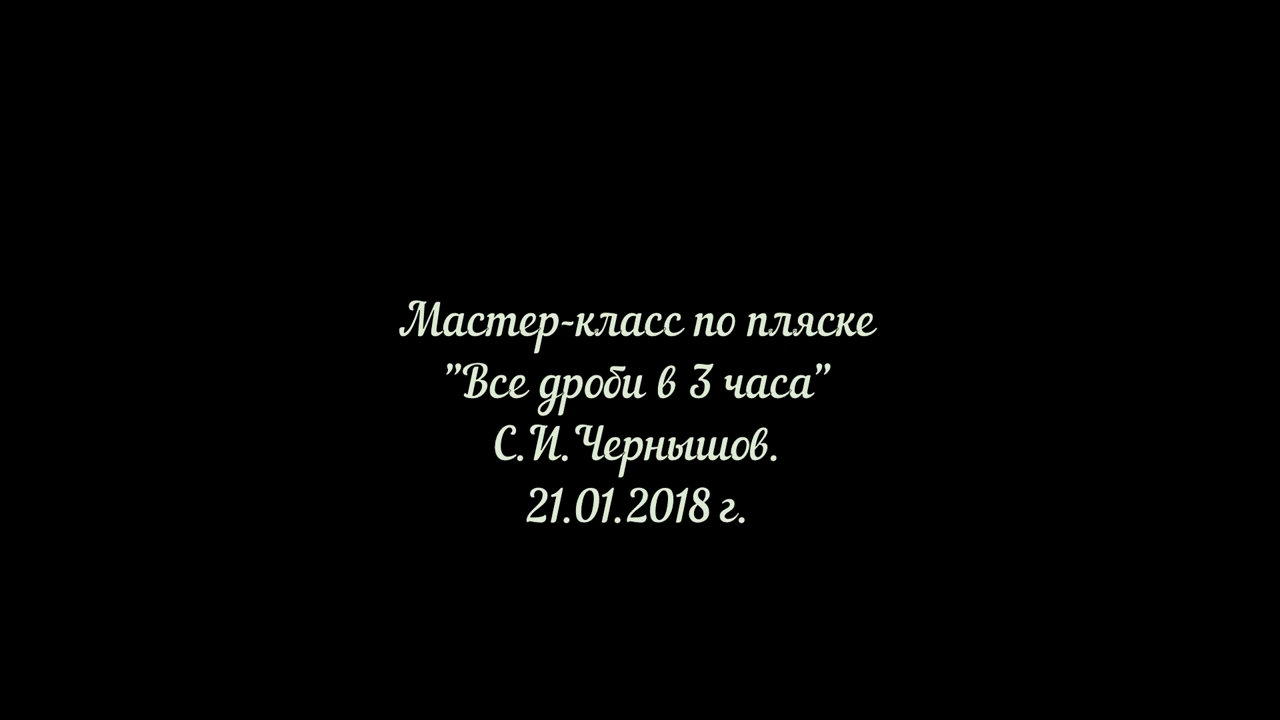 Мастер-класс по пляске
"Все дроби в 3 часа"
С.И.Чернышов.
21.01.2018 г.